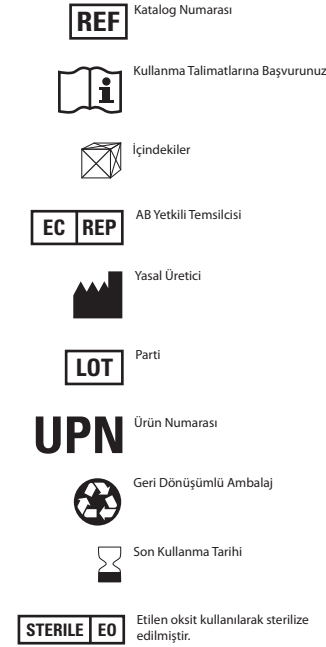 REF
Katalog Numarası
Kullanma Talimatlarına Başvurunuz
İçindekiler
EC REP
AB Yetkili Temsilcisi
Yasal Üretici
LOT
Parti
UPN
Ürün Numarası
Geri Dönüşümlü Ambalaj
Son Kullanma Tarihi
STERILE EO
Etilen oksit kullanılarak sterilize
edilmiştir.